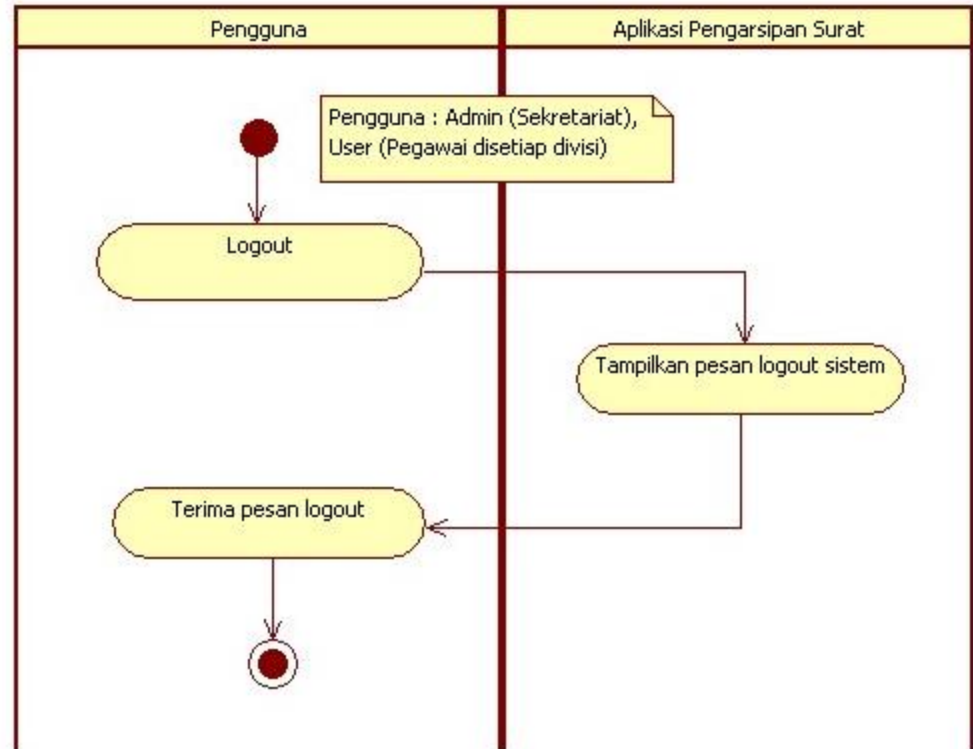 Pengguna
Aplikasi Pengarsipan Surat
Pengguna : Admin (Sekretariat),
User (Pegawai disetiap divisi)
Logout
Tampilkan pesan logout sistem
Terima pesan logout